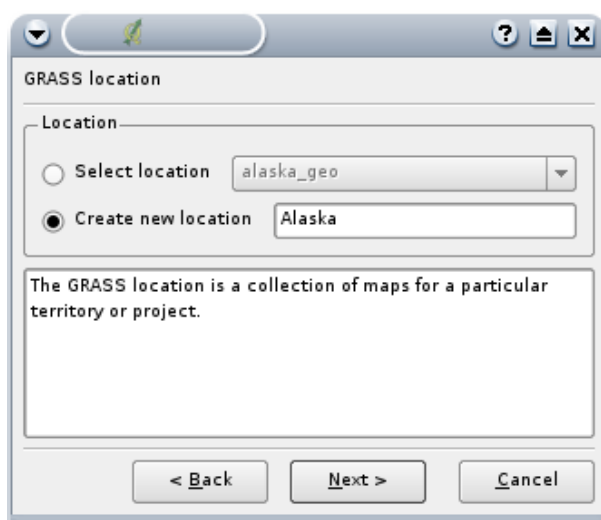 GRASS location
Location
Select location
alaska_geo
Create new location
Alaska
The GRASS location is a collection of maps for a particular
territory or project.
< Back
Next >
Cancel